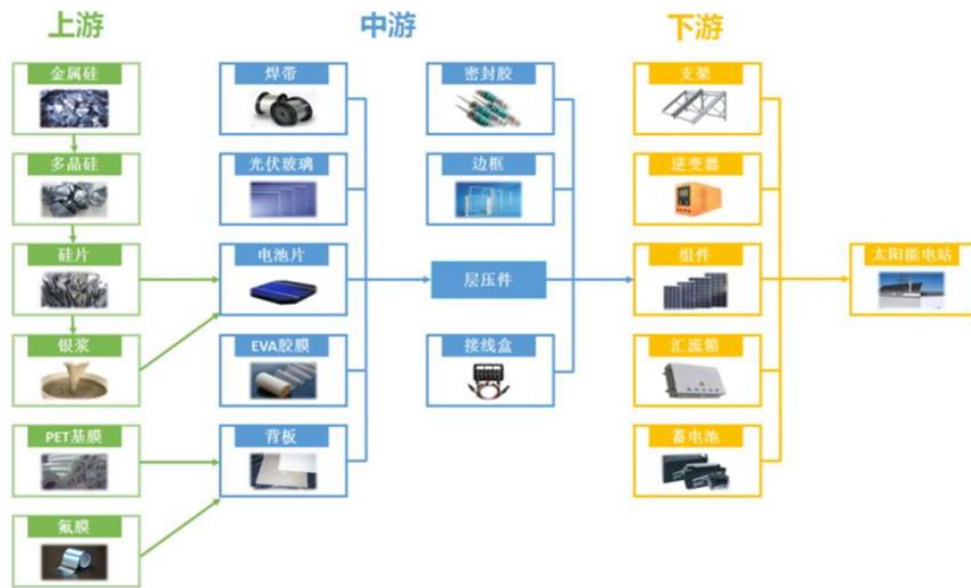 上游
中游
下游
金属硅
焊带
密封胶
支架
多晶硅
光伏玻璃
边框
逆变器
硅片
电池片
层压件
组件
太阳能电站
银浆
EVA胶膜
接线盒
汇流箱
PET基膜
背板
蓄电池
氟膜